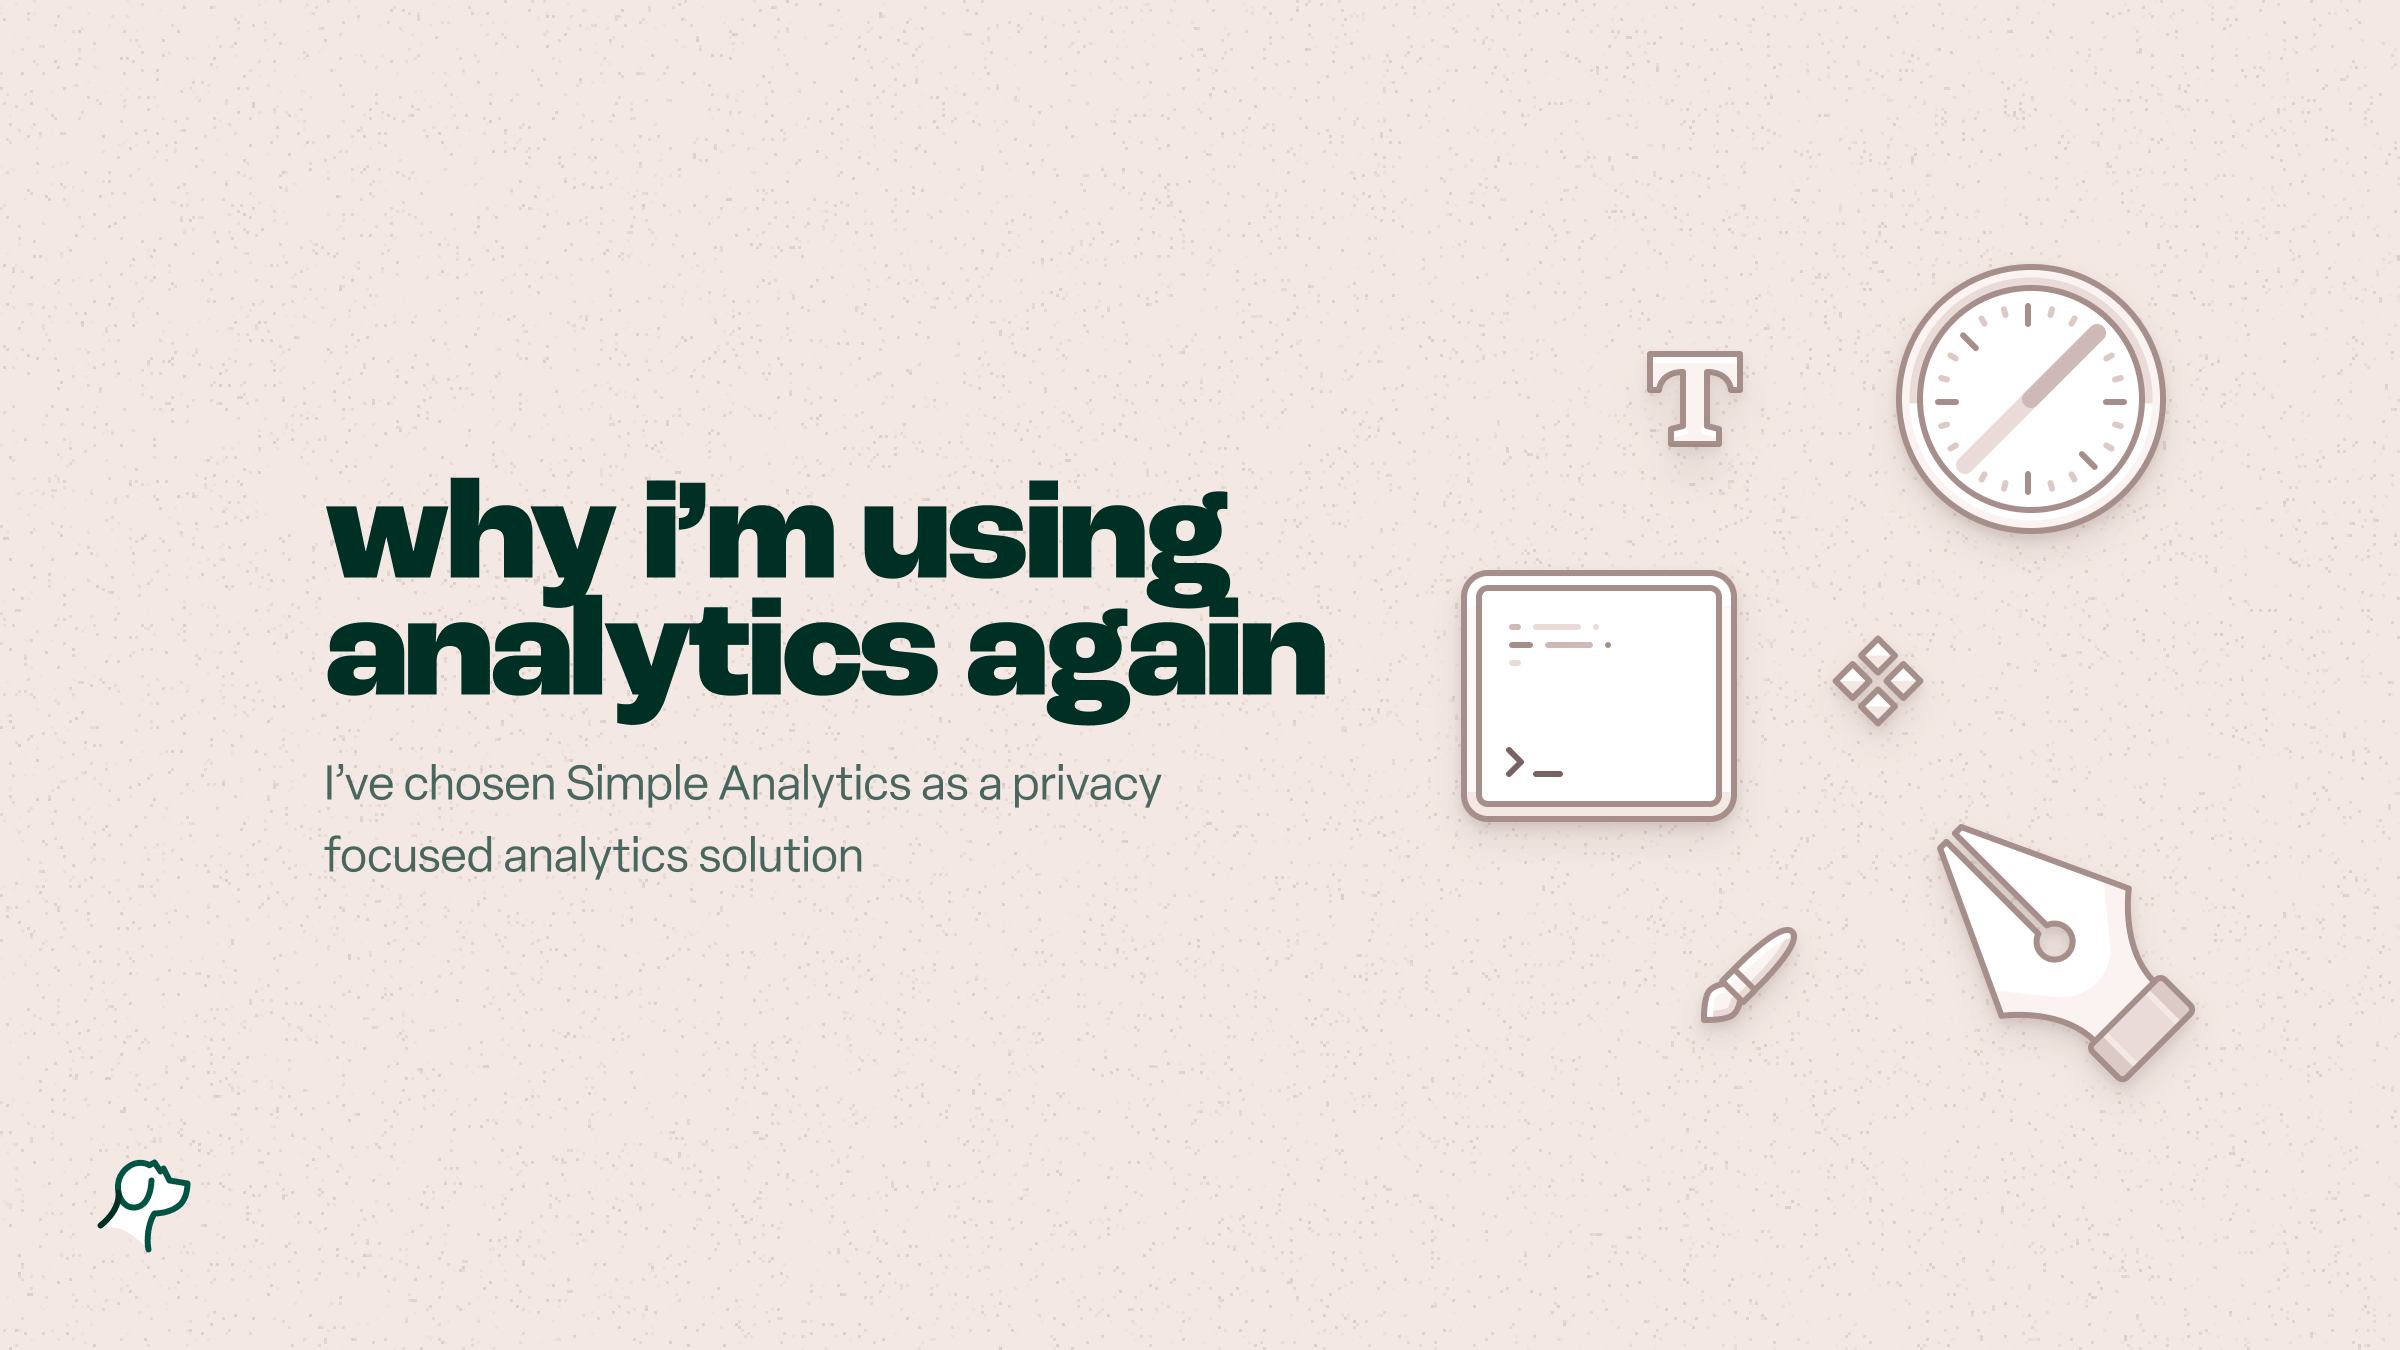 why i’m using
analytics again
I’ve chosen Simple Analytics as a privacy
focused analytics solution
T
>_